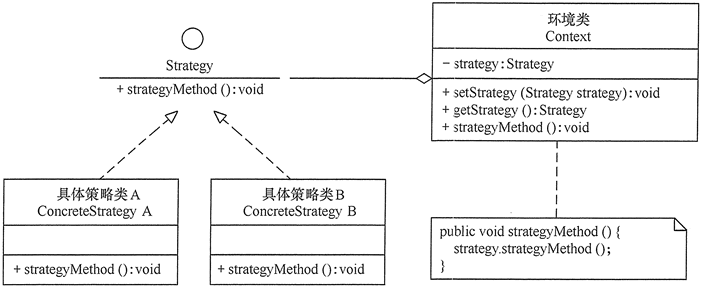 Strategy
+ strategyMethod():void
环境类
Context
- strategy:Strategy
+ setStrategy (Strategy strategy):void
+ getStrategy ():Strategy
+ strategyMethod():void
具体策略类A
ConcreteStrategy A
+ strategyMethod():void
具体策略类B
ConcreteStrategy B
+ strategyMethod():void
public void strategyMethod() {
strategy.strategyMethod();
}